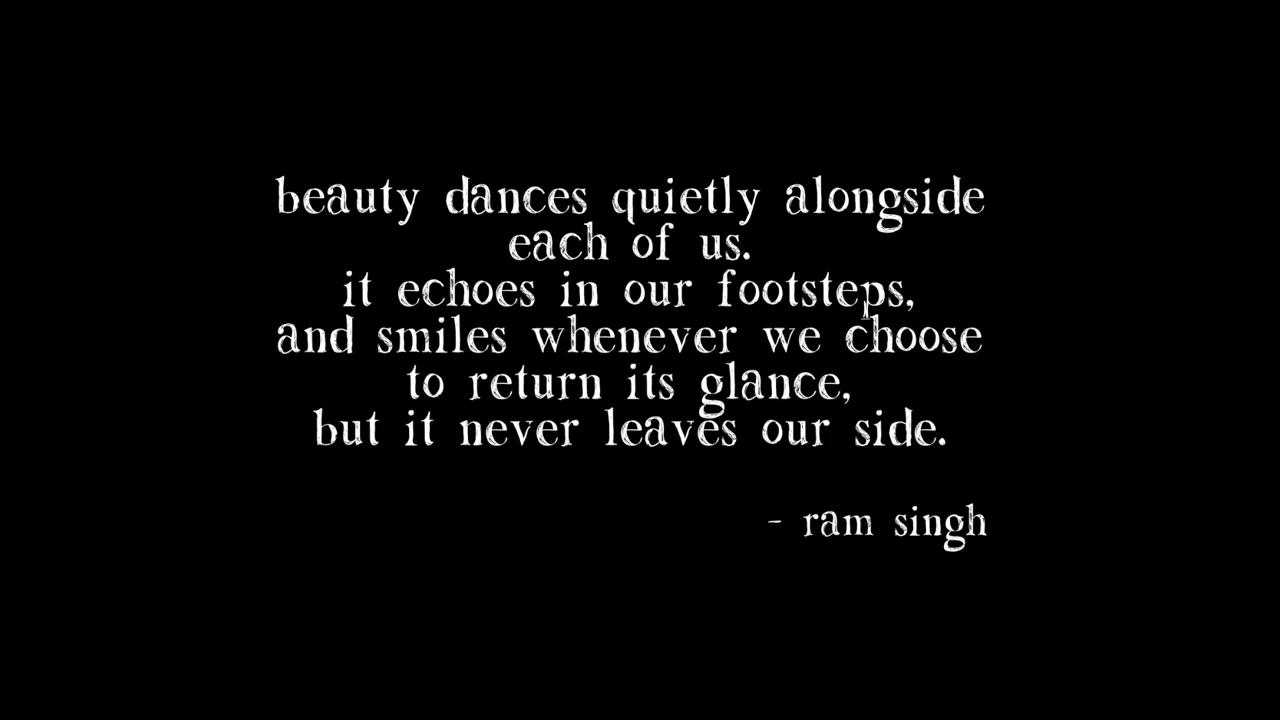 beauty dances quietly alongside
each of us.
it echoes in our footsteps,
and smiles whenever we choose
to return its glance,
but it never leaves our side.
- ram singh